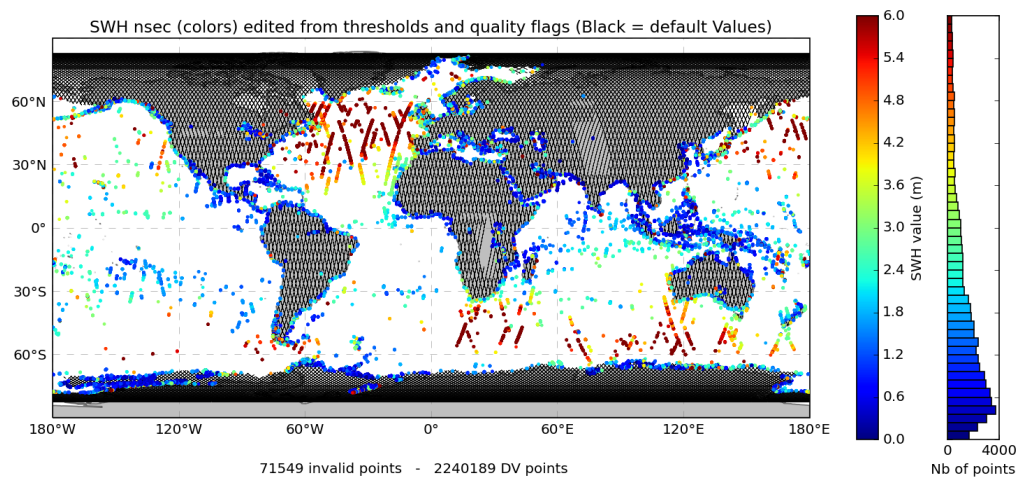 SWH nsec (colors) edited from thresholds and quality flags (Black = default Values)
60°N
30°N
0°
30°S
60°S
180°W 120°W 60°W 0° 60°E 120°E 180°E
71549 invalid points - 2240189 DV points
6.0
5.4
4.8
4.2
3.6
3.0
2.4
1.8
1.2
0.6
0.0
SWH value (m)
0 4000
Nb of points